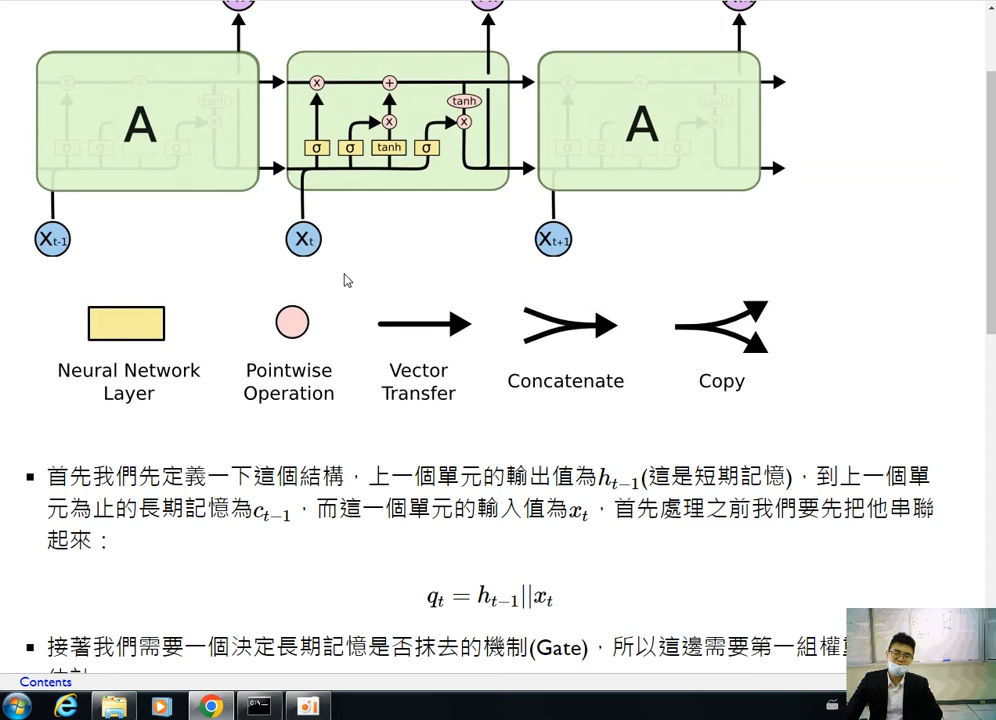 A
x
+
tanh
x
σ
σ
tanh
σ
A
Xt-1
Xt
Xt+1
Neural Network
Layer
Pointwise
Operation
Vector
Transfer
Concatenate
Copy
首先我們先定義一下這個結構，上一個單元的輸出值為ht−1(這是短期記憶)，到上一個單
元為止的長期記憶為ct−1，而這一個單元的輸入值為xt，首先處理之前我們要先把他串聯
起來：
qt = ht−1||xt
接著我們需要一個決定長期記憶是否抹去的機制(Gate)，所以這邊需要第一組權
Contents